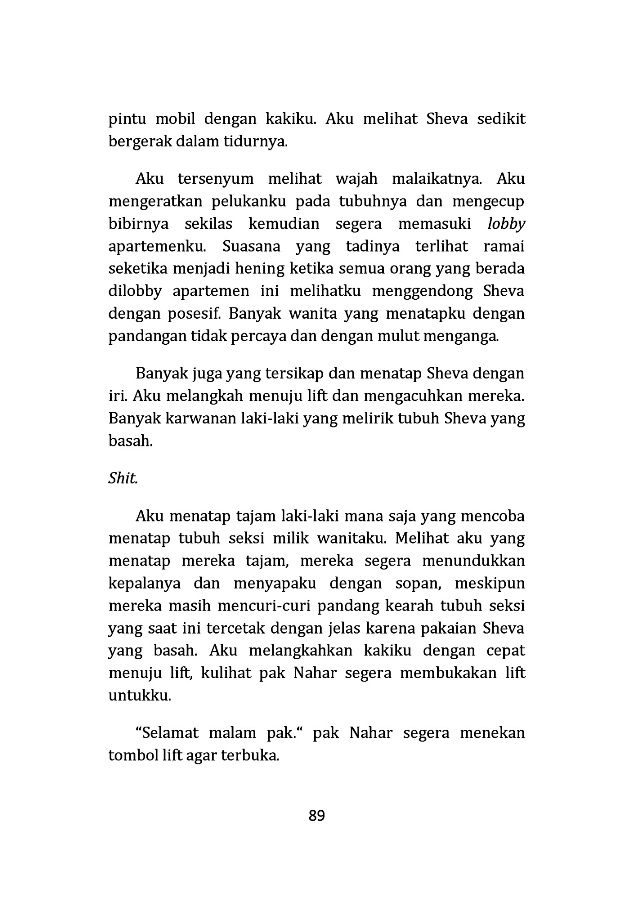 pintu mobil dengan kakiku. Aku melihat Sheva sedikit
bergerak dalam tidurnya.
Aku tersenyum melihat wajah malaikatnya. Aku
mengeratkan pelukanku pada tubuhnya dan mengecup
bibirnya sekilas kemudian segera memasuki lobby
apartemenku. Suasana yang tadinya terlihat ramai
seketika menjadi hening ketika semua orang yang berada
dilobby apartemen ini melihatku menggendong Sheva
dengan posesif. Banyak wanita yang menatapku dengan
pandangan tidak percaya dan dengan mulut menganga.
Banyak juga yang tersikap dan menatap Sheva dengan
iri. Aku melangkah menuju lift dan mengacuhkan mereka.
Banyak karwanan laki-laki yang melirik tubuh Sheva yang
basah.
Shit.
Aku menatap tajam laki-laki mana saja yang mencoba
menatap tubuh seksi milik wanitaku. Melihat aku yang
menatap mereka tajam, mereka segera menundukkan
kepalanya dan menyapaku dengan sopan, meskipun
mereka masih mencuri-curi pandang kearah tubuh seksi
yang saat ini tercetak dengan jelas karena pakaian Sheva
yang basah. Aku melangkahkan kakiku dengan cepat
menuju lift, kulihat pak Nahar segera membukakan lift
untukku.
“Selamat malam pak.“ pak Nahar segera menekan
tombol lift agar terbuka.
89